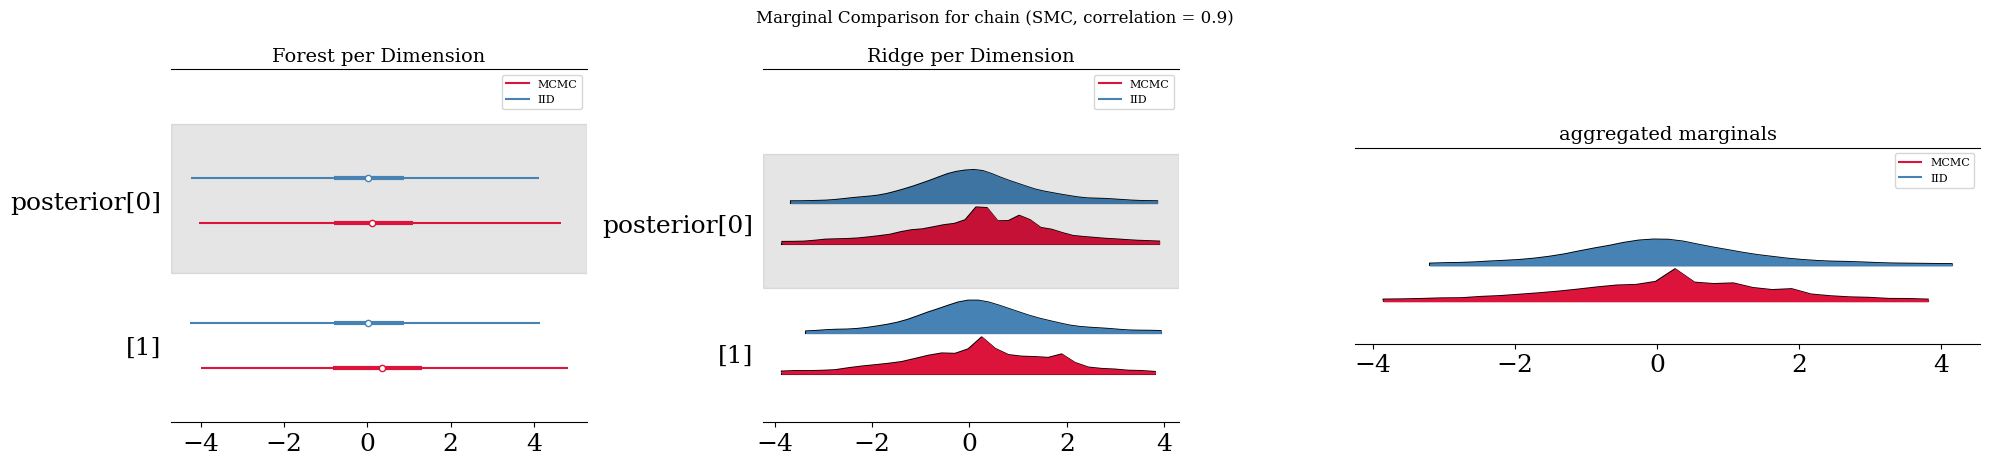 Marginal Comparison for chain (SMC, correlation = 0.9)
Forest per Dimension
MCMC
IID
posterior[0]
[1]
−4 −2 0 2 4
Ridge per Dimension
MCMC
IID
posterior[0]
[1]
−4 −2 0 2 4
aggregated marginals
MCMC
IID
−4 −2 0 2 4